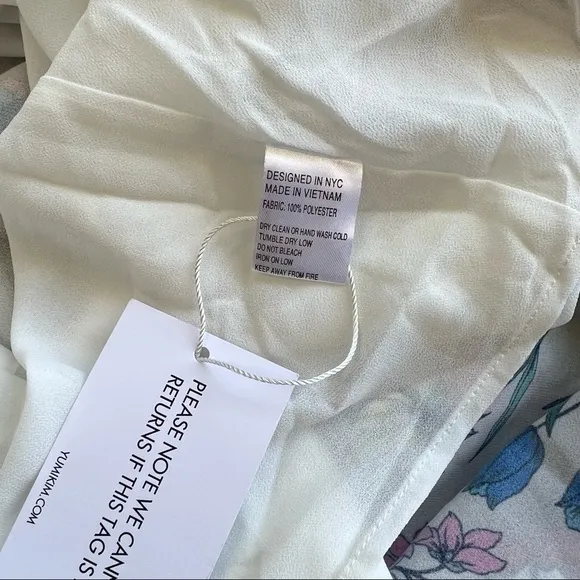 DESIGNED IN NYC
MADE IN VIETNAM
FABRIC: 100% POLYESTER
DRY CLEAN OR HAND WASH COLD
TUMBLE DRY LOW
DO NOT BLEACH
IRON ON LOW
KEEP AWAY FROM FIRE
PLEASE NOTE WE CANN
RETURNS IF THIS TAG IS
YUMIKIM.COM